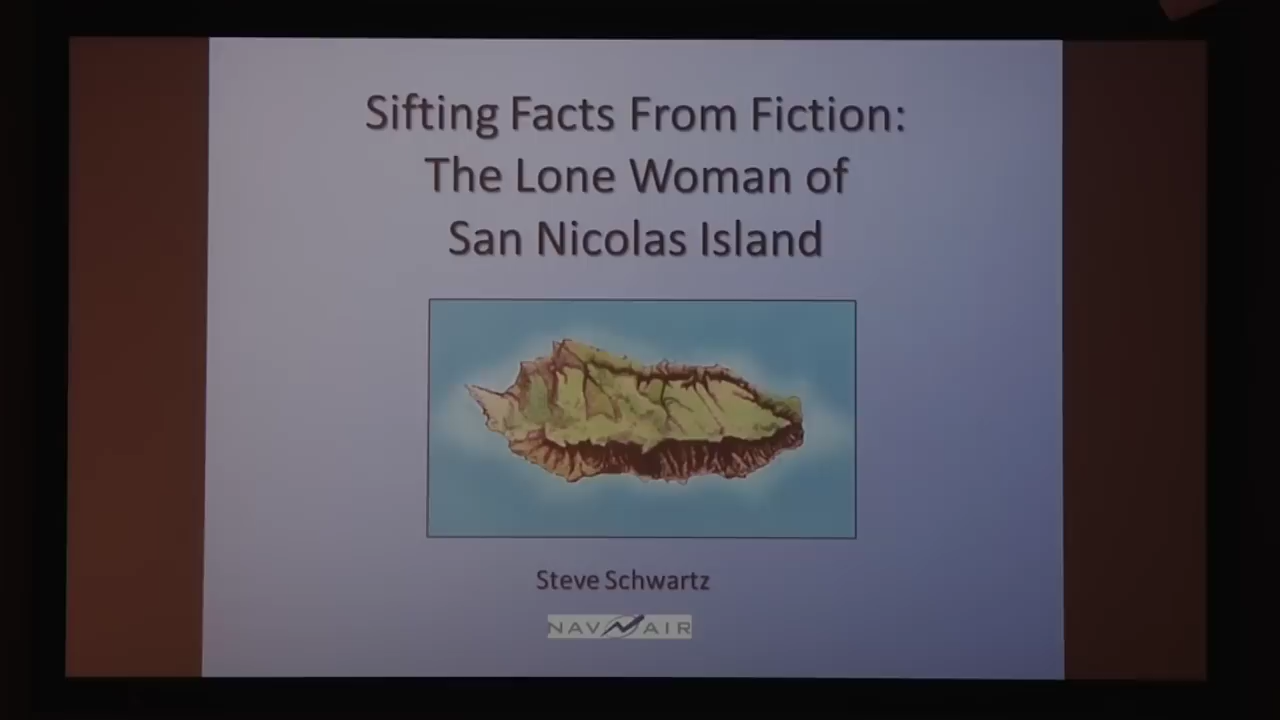 Sifting Facts From Fiction:
The Lone Woman of
San Nicolas Island
Steve Schwartz
NAVAIR